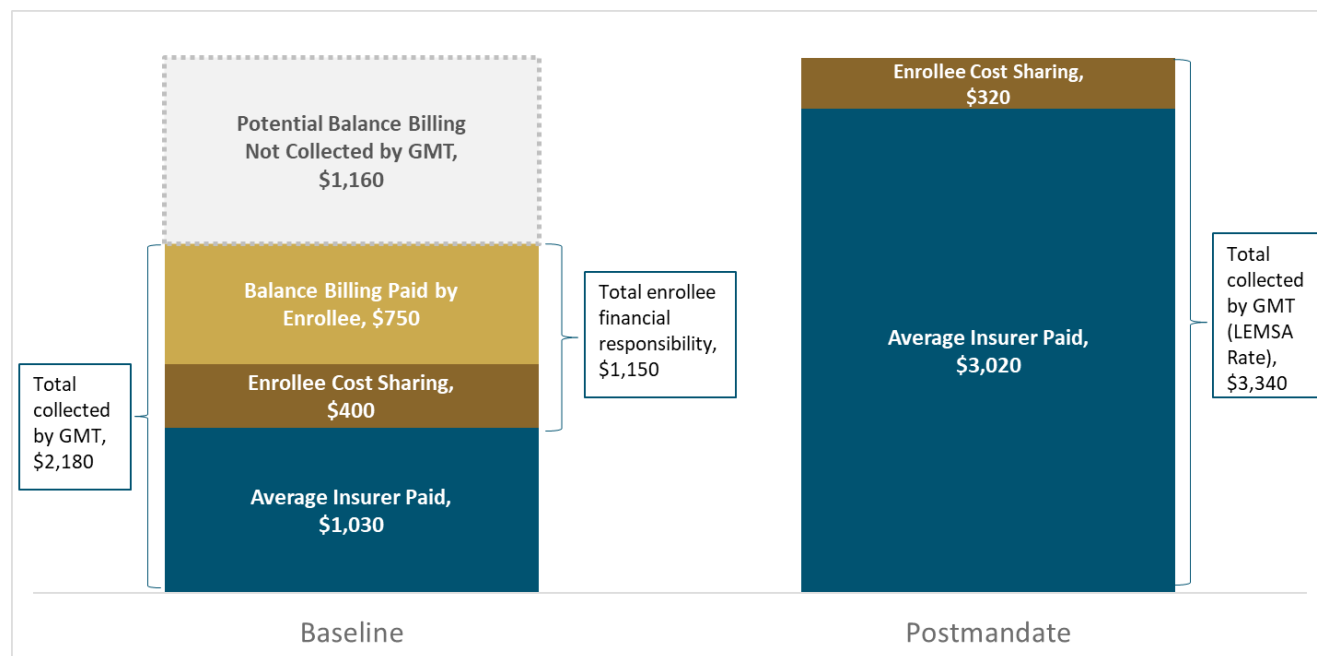 Potential Balance Billing
Not Collected by GMT,
$1,160
Balance Billing Paid by
Enrollee, $750
Enrollee Cost Sharing,
$400
Average Insurer Paid,
$1,030
Total
collected
by GMT,
$2,180
Total enrollee
financial
responsibility,
$1,150
Enrollee Cost Sharing,
$320
Average Insurer Paid,
$3,020
Total
collected
by GMT
(LEMSA
Rate),
$3,340
Baseline
Postmandate